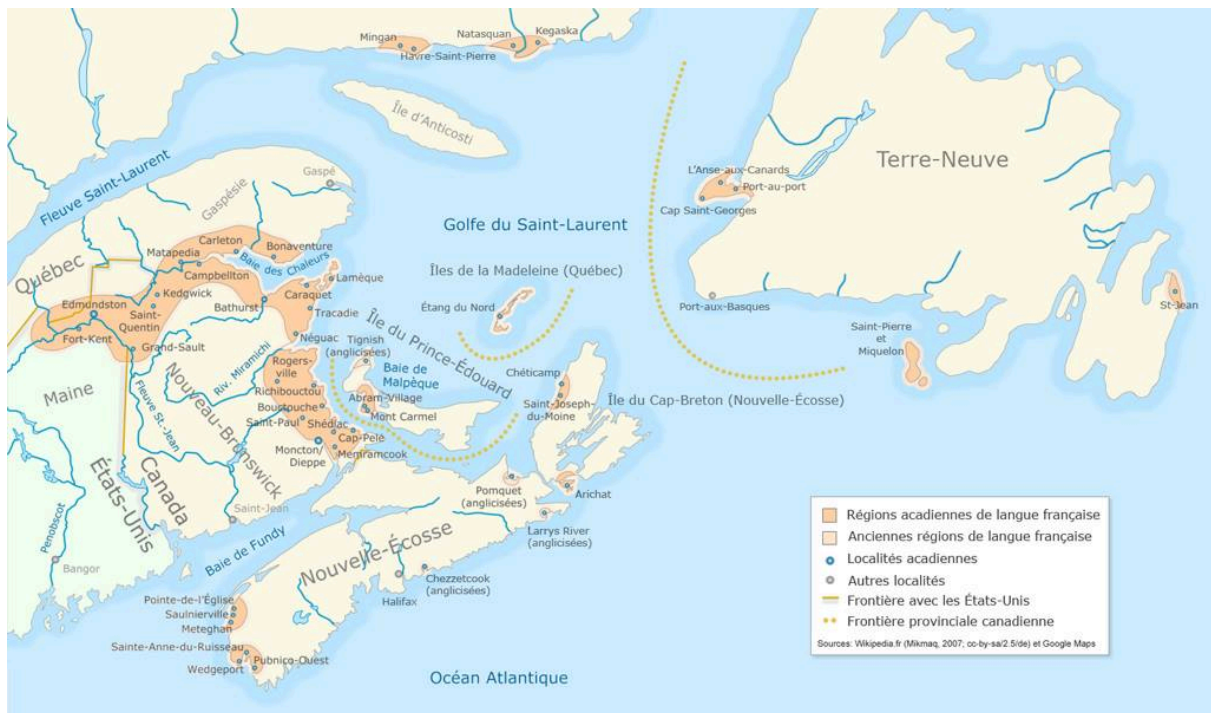 Mingan
Havre-Saint-Pierre
Natasquan
Kegaska
Île d'Anticosti
Fleuve Saint-Laurent
Gaspé
Gaspésie
Golfe du Saint-Laurent
Terre-Neuve
L'Anse-aux-Canards
Port-au-port
Cap Saint-Georges
Port-aux-Basques
St-Jean
Saint-Pierre
et
Miquelon
Îles de la Madeleine (Québec)
Étang du Nord
Québec
Matapedia
Carleton
Bonaventure
Baie des Chaleurs
Campbellton
Lamèque
Caraquet
Tracadie
Bathurst
Kedgwick
Edmundston
Saint-
Quentin
Fort-Kent
Grand-Sault
Néguac
Riv. Miramichi
Rogers-
ville
Richibouctou
Bouctouche
Saint-Paul
Shédiac
Cap-Pelé
Memramcook
Moncton/
Dieppe
Île du Prince-Édouard
Tignish
(anglicisées)
Baie de
Malpèque
Abram-Village
Mont Carmel
Chéticamp
Saint-Joseph-
du-Moine
Île du Cap-Breton (Nouvelle-Écosse)
Maine
Fleuve St.-Jean
Nouveau-Brunswick
États-Unis
Canada
Penobscot
Bangor
Saint-Jean
Baie de Fundy
Nouvelle-Écosse
Pomquet
(anglicisées)
Arichat
Larrys River
(anglicisées)
Chezzetcook
(anglicisées)
Halifax
Pointe-de-l'Église
Saulnierville
Meteghan
Sainte-Anne-du-Ruisseau
Wedgeport
Pubnico-Ouest
Océan Atlantique
Régions acadiennes de langue française
Anciennes régions de langue française
Localités acadiennes
Autres localités
Frontière avec les États-Unis
Frontière provinciale canadienne
Sources: Wikipedia.fr (Mikmaq, 2007; cc-by-sa/2.5/de) et Google Maps